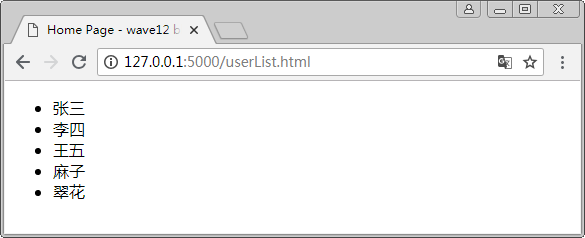 Home Page - wave12 b
127.0.0.1:5000/userList.html
张三
李四
王五
麻子
翠花